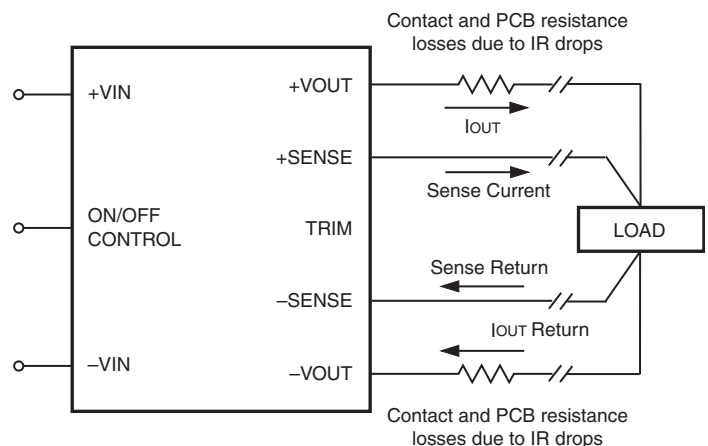 Contact and PCB resistance
losses due to IR drops
+VIN
+VOUT
IOUT
+SENSE
Sense Current
ON/OFF
CONTROL
TRIM
LOAD
Sense Return
–SENSE
IOUT Return
–VIN
–VOUT
Contact and PCB resistance
losses due to IR drops